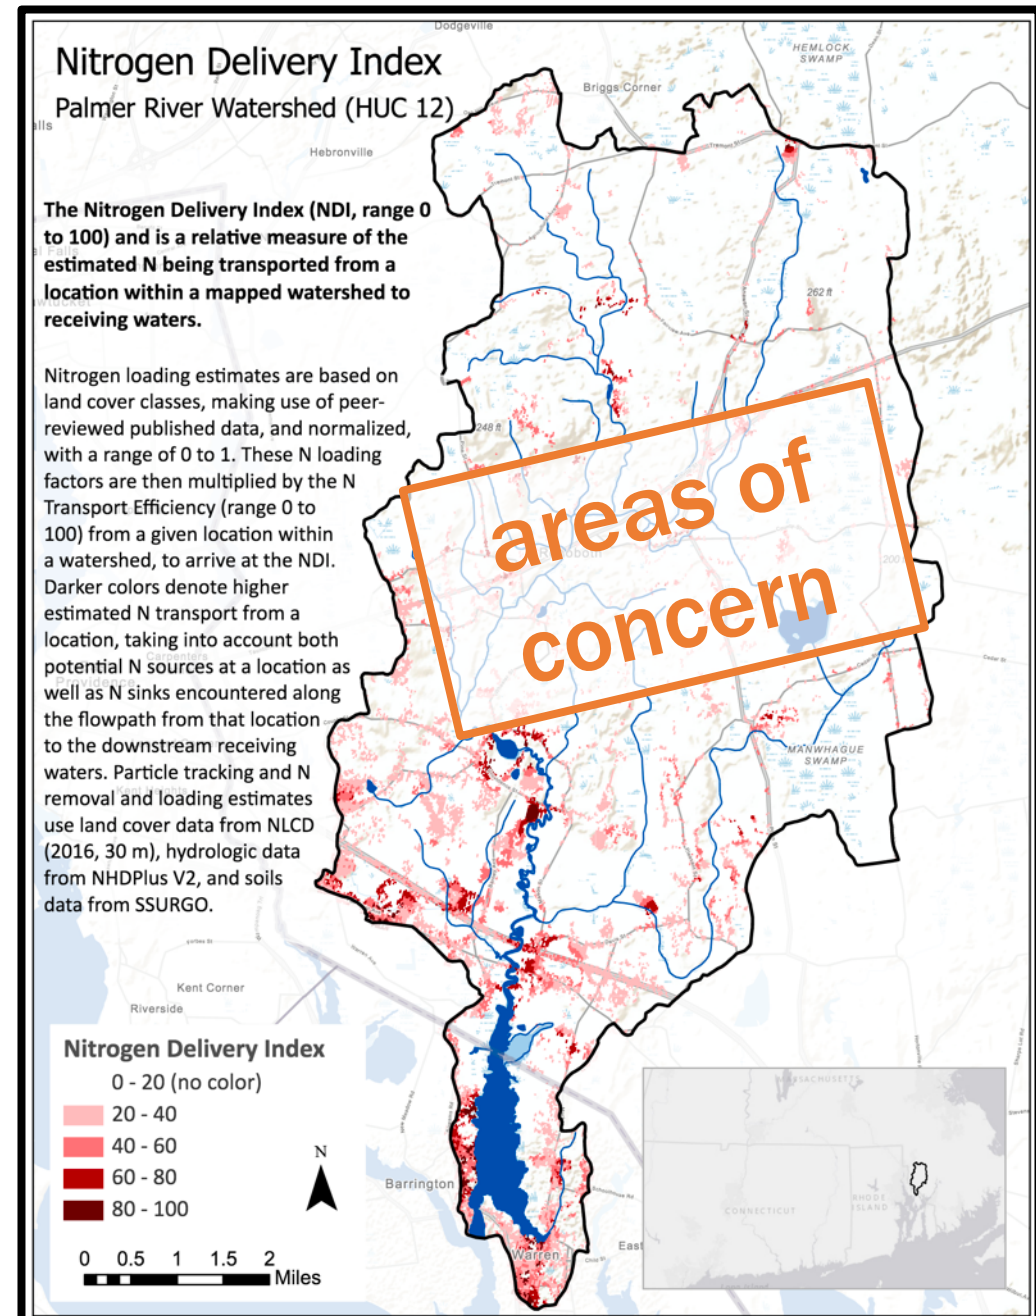 Dodgeville
Nitrogen Delivery Index
HEMLOCK
SWAMP
Palmer River Watershed (HUC 12)
Briggs Corner
Hebronville
The Nitrogen Delivery Index (NDI, range 0
to 100) and is a relative measure of the
estimated N being transported from a
location within a mapped watershed to
receiving waters.
262 ft
Nitrogen loading estimates are based on
land cover classes, making use of peer-
reviewed published data, and normalized,
with a range of 0 to 1. These N loading
factors are then multiplied by the N
Transport Efficiency (range 0 to
100) from a given location within
a watershed, to arrive at the NDI.
Darker colors denote higher
estimated N transport from a
location, taking into account both
potential N sources at a location as
well as N sinks encountered along
the flowpath from that location
to the downstream receiving
waters. Particle tracking and N
removal and loading estimates
use land cover data from NLCD
(2016, 30 m), hydrologic data
from NHDPlus V2, and soils
data from SSURGO.
248 ft
areas of
concern
MANWHAGUE
SWAMP
Kent Corner
Riverside
Barrington
Warren
East
Nitrogen Delivery Index
0 - 20 (no color)
20 - 40
40 - 60
60 - 80
80 - 100
N
0 0.5 1 1.5 2
Miles
MASSACHUSETTS
CONNECTICUT
RHODE
ISLAND